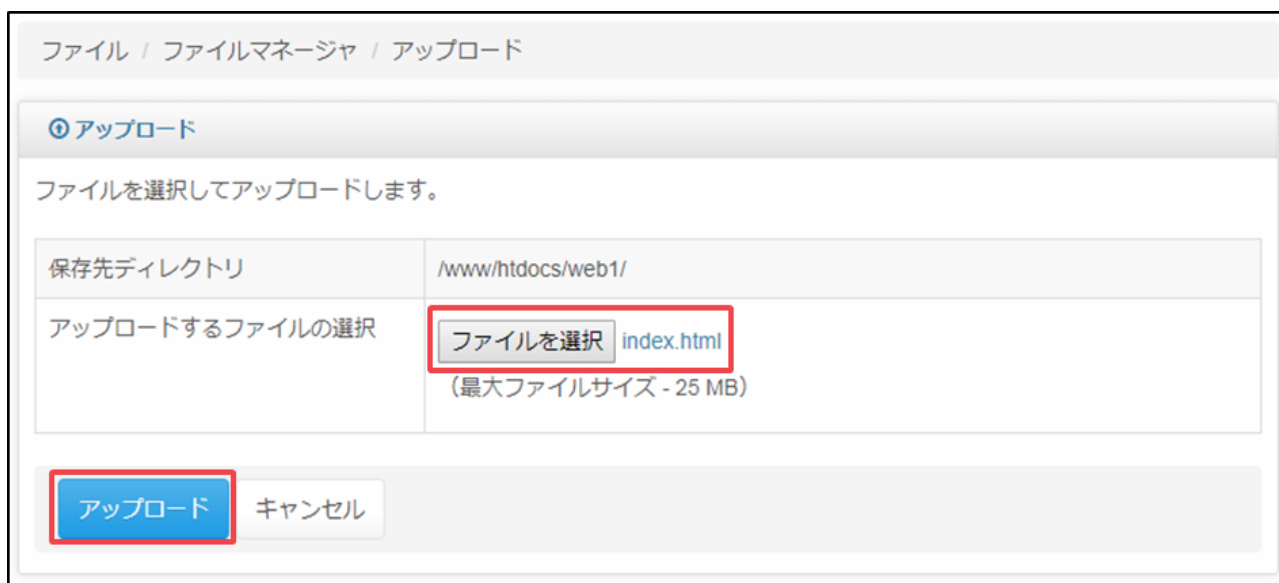 ファイル / ファイルマネージャ / アップロード
アップロード
ファイルを選択してアップロードします。
保存先ディレクトリ /www/htdocs/web1/
アップロードするファイルの選択 ファイルを選択 index.html
（最大ファイルサイズ - 25 MB）
アップロード キャンセル